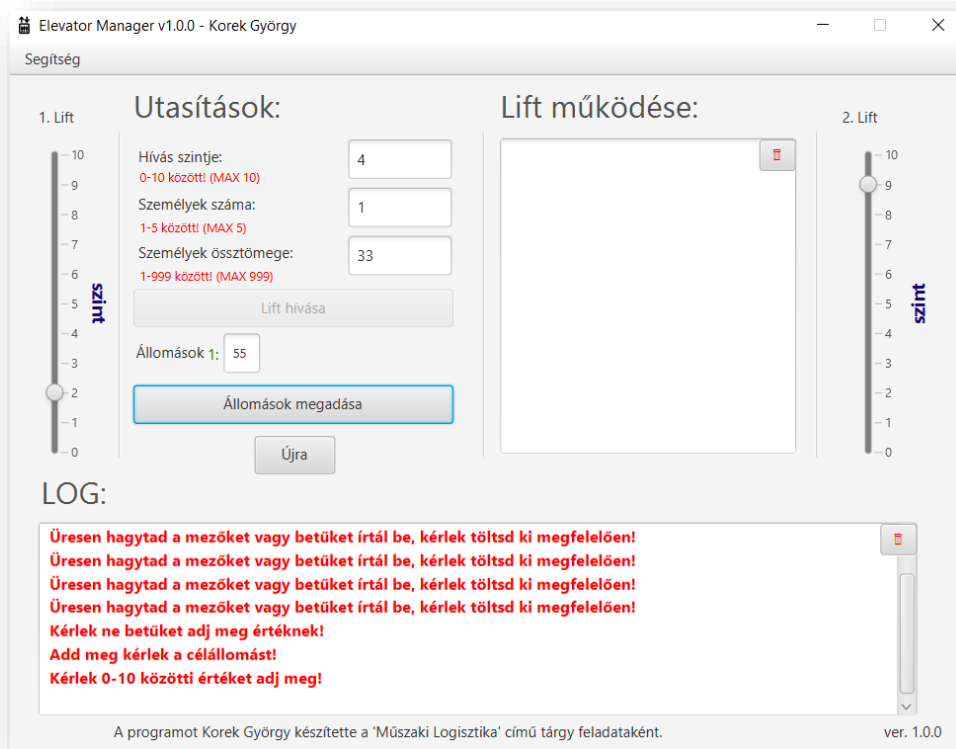 Elevator Manager v1.0.0 - Korek György
Segítség
1. Lift
Utasítások:
Lift működése:
2. Lift
10
9
8
7
6
5
4
3
2
1
0
szint
Hívás szintje:
4
0-10 között! (MAX 10)
Személyek száma:
1
1-5 között! (MAX 5)
Személyek össztömege:
33
1-999 között! (MAX 999)
Lift hívása
Állomások 1: 55
Állomások megadása
Újra
10
9
8
7
6
5
4
3
2
1
0
szint
LOG:
Üresen hagytad a mezőket vagy betűket írtál be, kérlek töltsd ki megfelelően!
Üresen hagytad a mezőket vagy betűket írtál be, kérlek töltsd ki megfelelően!
Üresen hagytad a mezőket vagy betűket írtál be, kérlek töltsd ki megfelelően!
Üresen hagytad a mezőket vagy betűket írtál be, kérlek töltsd ki megfelelően!
Kérlek ne betűket adj meg értéknek!
Add meg kérlek a célállomást!
Kérlek 0-10 közötti értéket adj meg!
A programot Korek György készítette a 'Műszaki Logisztika' című tárgy feladataként.
ver. 1.0.0